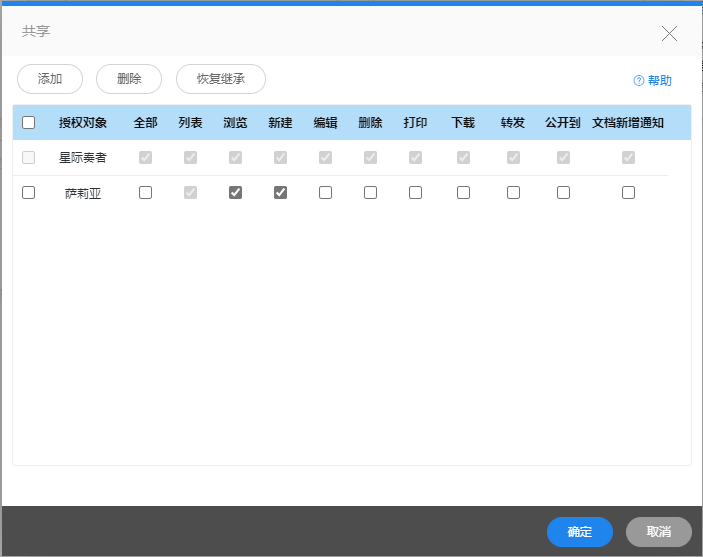 共享
添加 删除 恢复继承 帮助
授权对象 全部 列表 浏览 新建 编辑 删除 打印 下载 转发 公开到 文档新增通知
星际奏者
萨莉亚
确定 取消